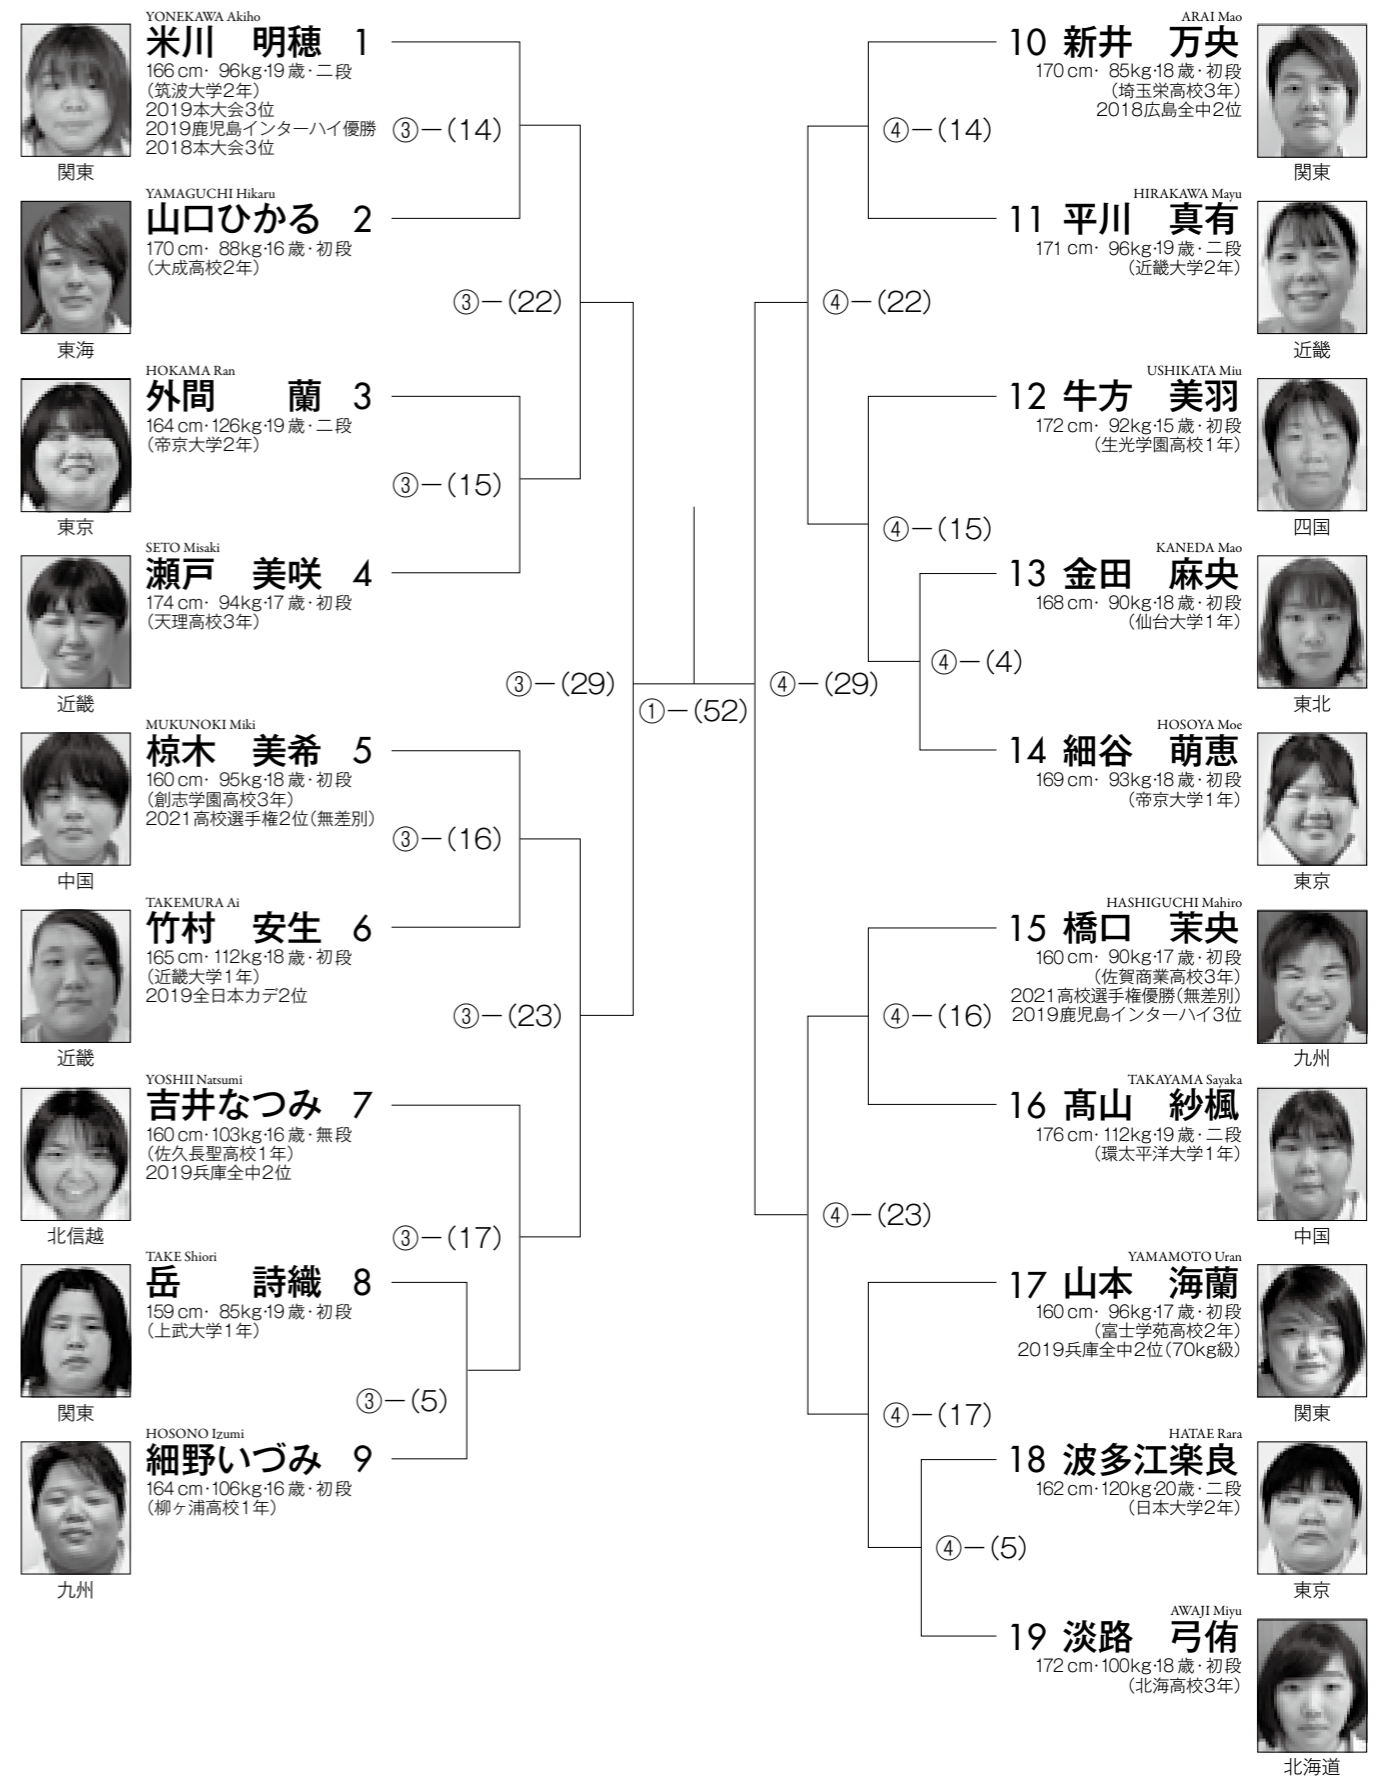 YONEKAWA Akiho
米川　明穂 1
166cm・ 96kg・19歳・二段
（筑波大学2年）
2019本大会3位
2019鹿児島インターハイ優勝
2018本大会3位
関東
③－（14）
YAMAGUCHI Hikaru
山口ひかる 2
170cm・ 88kg・16歳・初段
（大成高校2年）
東海
③－（22）
HOKAMA Ran
外間　　蘭 3
164cm・126kg・19歳・二段
（帝京大学2年）
東京
③－（15）
SETO Misaki
瀬戸　美咲 4
174cm・ 94kg・17歳・初段
（天理高校3年）
近畿
③－（29）
MUKUNOKI Miki
椋木　美希 5
160cm・ 95kg・18歳・初段
（創志学園高校3年）
2021高校選手権2位（無差別）
中国
③－（16）
TAKEMURA Ai
竹村　安生 6
165cm・112kg・18歳・初段
（近畿大学1年）
2019全日本カデ2位
近畿
③－（23）
YOSHII Natsumi
吉井なつみ 7
160cm・103kg・16歳・無段
（佐久長聖高校1年）
2019兵庫全中2位
北信越
③－（17）
TAKE Shiori
岳　　詩織 8
159cm・ 85kg・19歳・初段
（上武大学1年）
関東
③－（5）
HOSONO Izumi
細野いづみ 9
164cm・106kg・16歳・初段
（柳ヶ浦高校1年）
九州
①－（52）
ARAI Mao
10 新井　万央
170cm・ 85kg・18歳・初段
（埼玉栄高校3年）
2018広島全中2位
関東
④－（14）
HIRAKAWA Mayu
11 平川　真有
171cm・ 96kg・19歳・二段
（近畿大学2年）
近畿
④－（22）
USHIKATA Miu
12 牛方　美羽
172cm・ 92kg・15歳・初段
（生光学園高校1年）
四国
④－（15）
KANEDA Mao
13 金田　麻央
168cm・ 90kg・18歳・初段
（仙台大学1年）
東北
④－（4）
④－（29）
HOSOYA Moe
14 細谷　萌恵
169cm・ 93kg・18歳・初段
（帝京大学1年）
東京
HASHIGUCHI Mahiro
15 橋口　茉央
160cm・ 90kg・17歳・初段
（佐賀商業高校3年）
2021高校選手権優勝（無差別）
2019鹿児島インターハイ3位
九州
④－（16）
TAKAYAMA Sayaka
16 髙山　紗楓
176cm・112kg・19歳・二段
（環太平洋大学1年）
中国
④－（23）
YAMAMOTO Uran
17 山本　海蘭
160cm・ 96kg・17歳・初段
（富士学苑高校2年）
2019兵庫全中2位（70kg級）
関東
④－（17）
HATAE Rara
18 波多江楽良
162cm・120kg・20歳・二段
（日本大学2年）
東京
④－（5）
AWAJI Miyu
19 淡路　弓侑
172cm・100kg・18歳・初段
（北海高校3年）
北海道